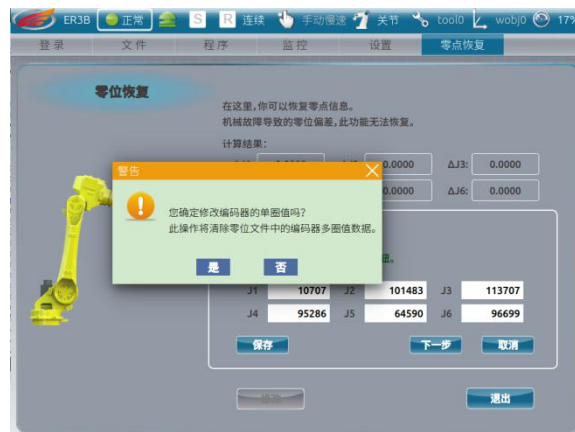 ER3B 正常 S R 连续 手动慢速 关节 tool0 wobj0 17%
登录 文件 程序 监控 设置 零点恢复
零位恢复
在这里,你可以恢复零点信息。
机械故障导致的零位偏差,此功能无法恢复。
计算结果:
0.0000 ΔJ3: 0.0000
警告
0.0000 ΔJ6: 0.0000
您确定修改编码器的单圈值吗?
此操作将清除零位文件中的编码器多圈值数据。
钮。
是 否
J1 10707 J2 101483 J3 113707
J4 95286 J5 64590 J6 96699
保存 下一步 取消
退出